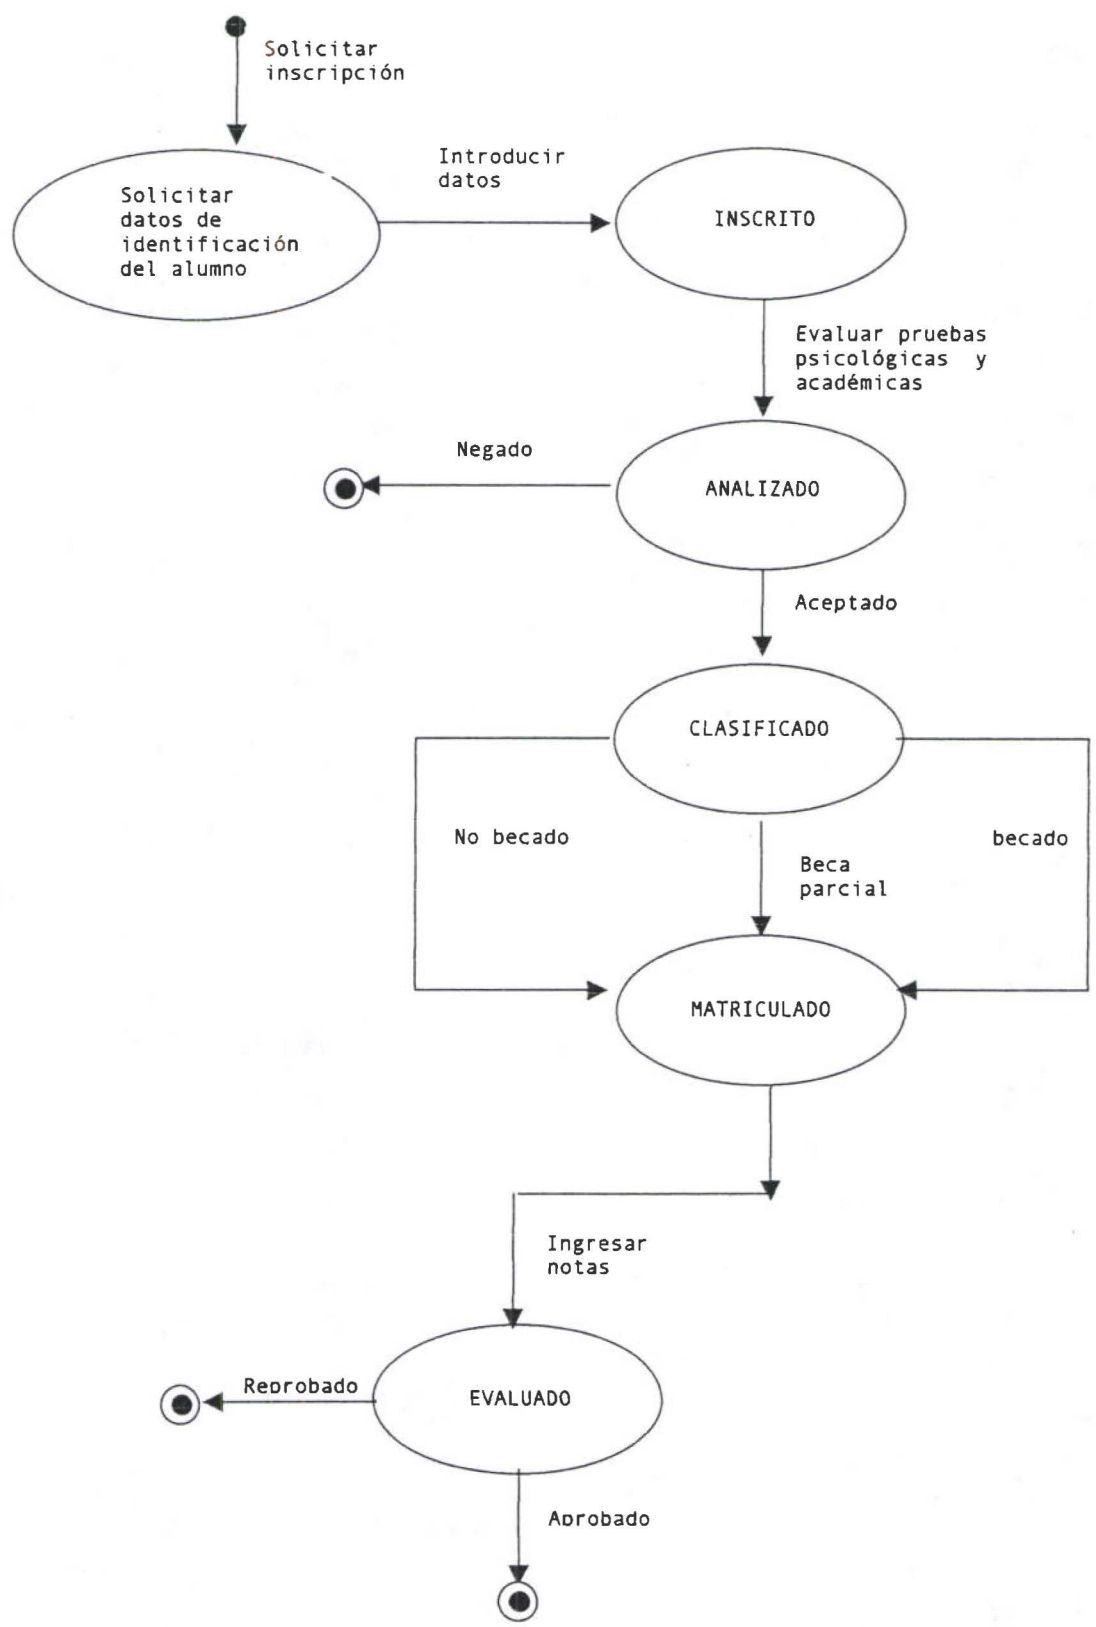 Solicitar
inscripción
Introducir
datos
Solicitar
datos de
identificación
del alumno
INSCRITO
Evaluar pruebas
psicológicas y
académicas
Negado
ANALIZADO
Aceptado
CLASIFICADO
No becado
becado
Beca
parcial
MATRICULADO
Ingresar
notas
Reprobado
EVALUADO
Aprobado